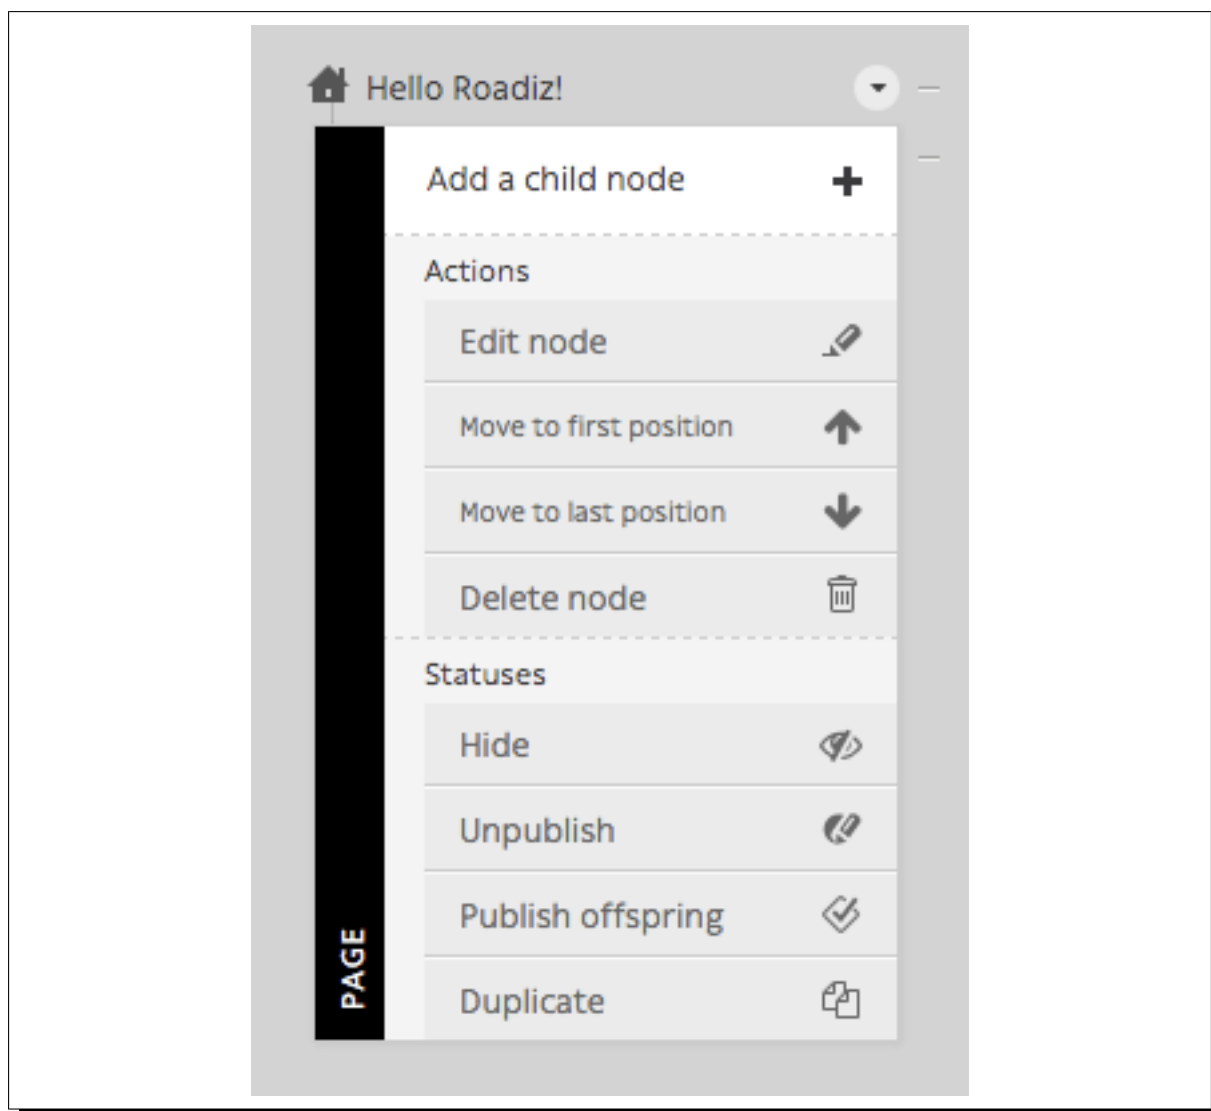 Hello Roadiz!
Add a child node
Actions
Edit node
Move to first position
Move to last position
Delete node
Statuses
Hide
Unpublish
Publish offspring
Duplicate
PAGE